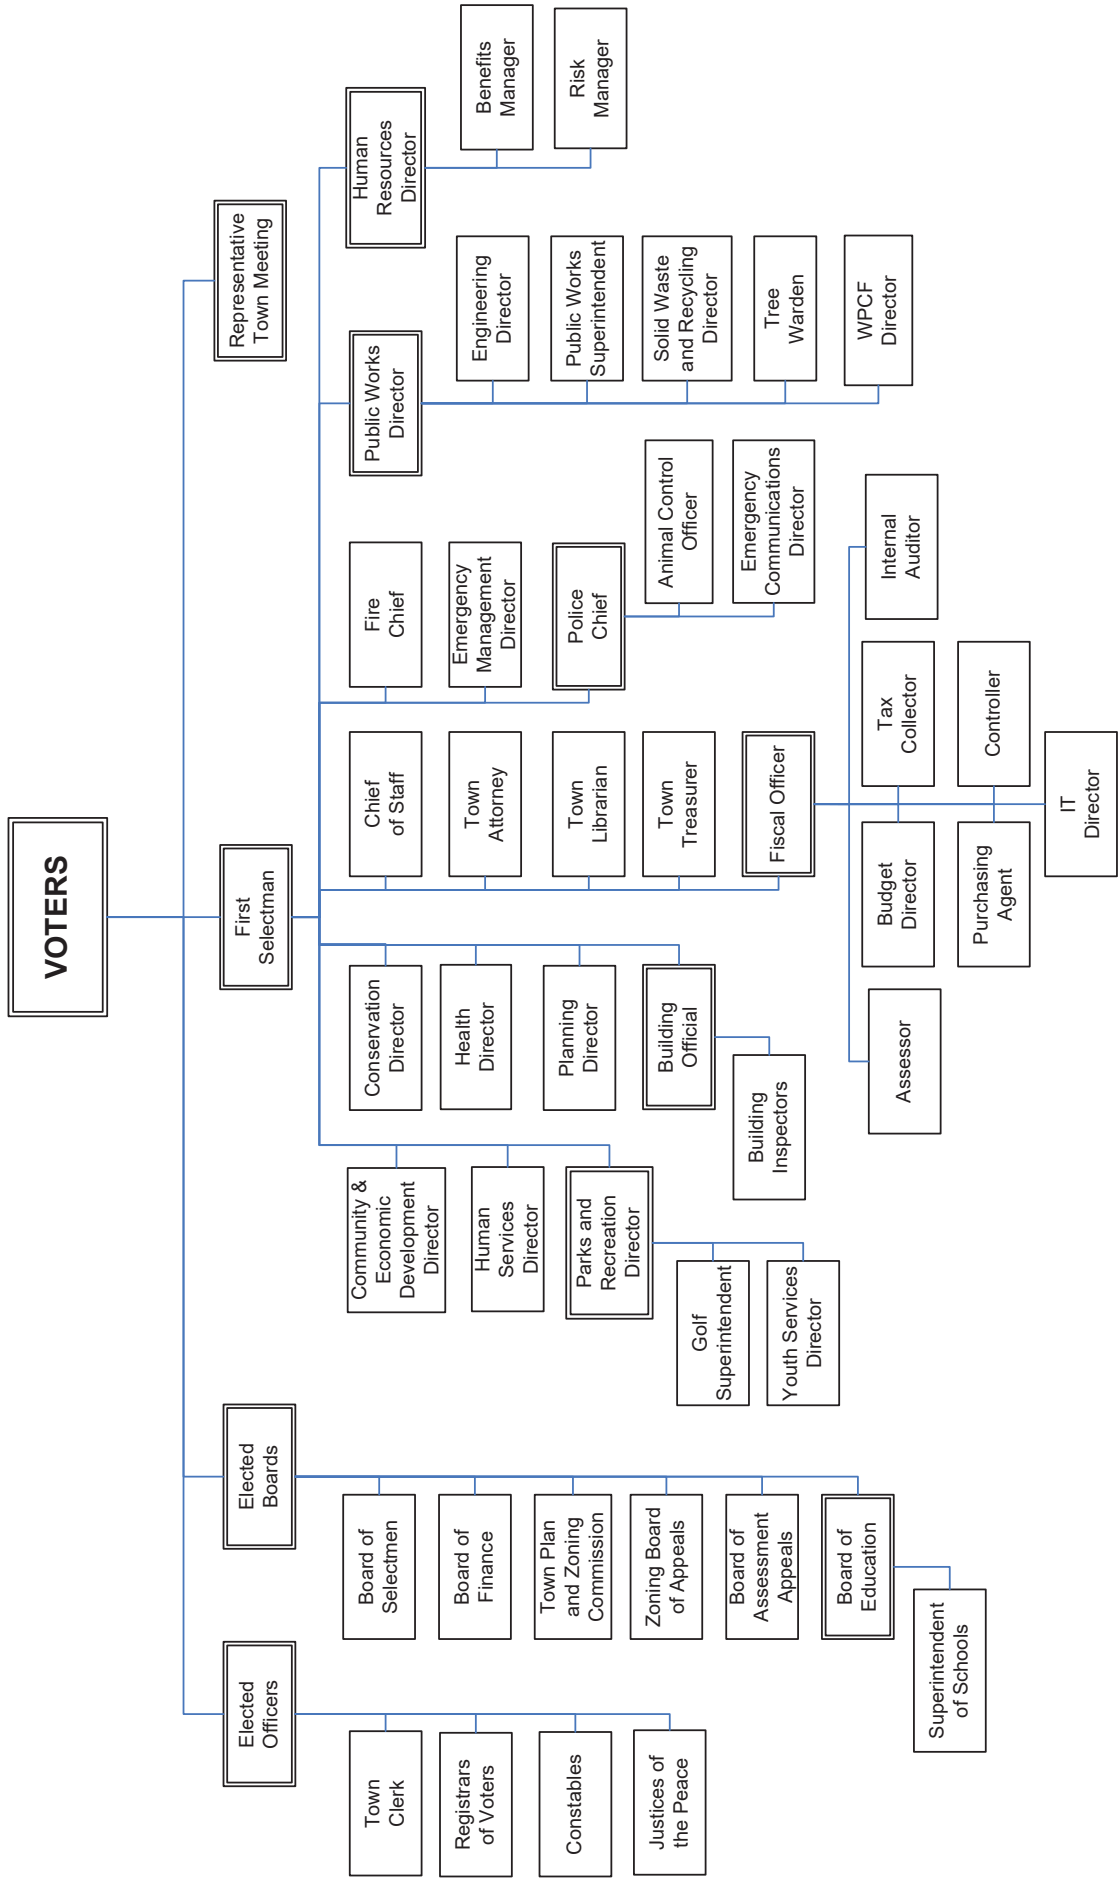 VOTERS
Elected
Officers
Elected
Boards
First
Selectman
Representative
Town Meeting
Town
Clerk
Registrars
of Voters
Constables
Justices of
the Peace
Board of
Selectmen
Board of
Finance
Town Plan
and Zoning
Commission
Zoning Board
of Appeals
Board of
Assessment
Appeals
Board of
Education
Superintendent
of Schools
Community &
Economic
Development
Director
Human
Services
Director
Parks and
Recreation
Director
Golf
Superintendent
Youth Services
Director
Conservation
Director
Health
Director
Planning
Director
Building
Official
Building
Inspectors
Chief
of Staff
Town
Attorney
Town
Librarian
Town
Treasurer
Fiscal Officer
Assessor
Budget
Director
Tax
Collector
Internal
Auditor
Purchasing
Agent
Controller
IT
Director
Fire
Chief
Emergency
Management
Director
Police
Chief
Animal Control
Officer
Emergency
Communications
Director
Public Works
Director
Engineering
Director
Public Works
Superintendent
Solid Waste
and Recycling
Director
Tree
Warden
WPCF
Director
Human
Resources
Director
Benefits
Manager
Risk
Manager